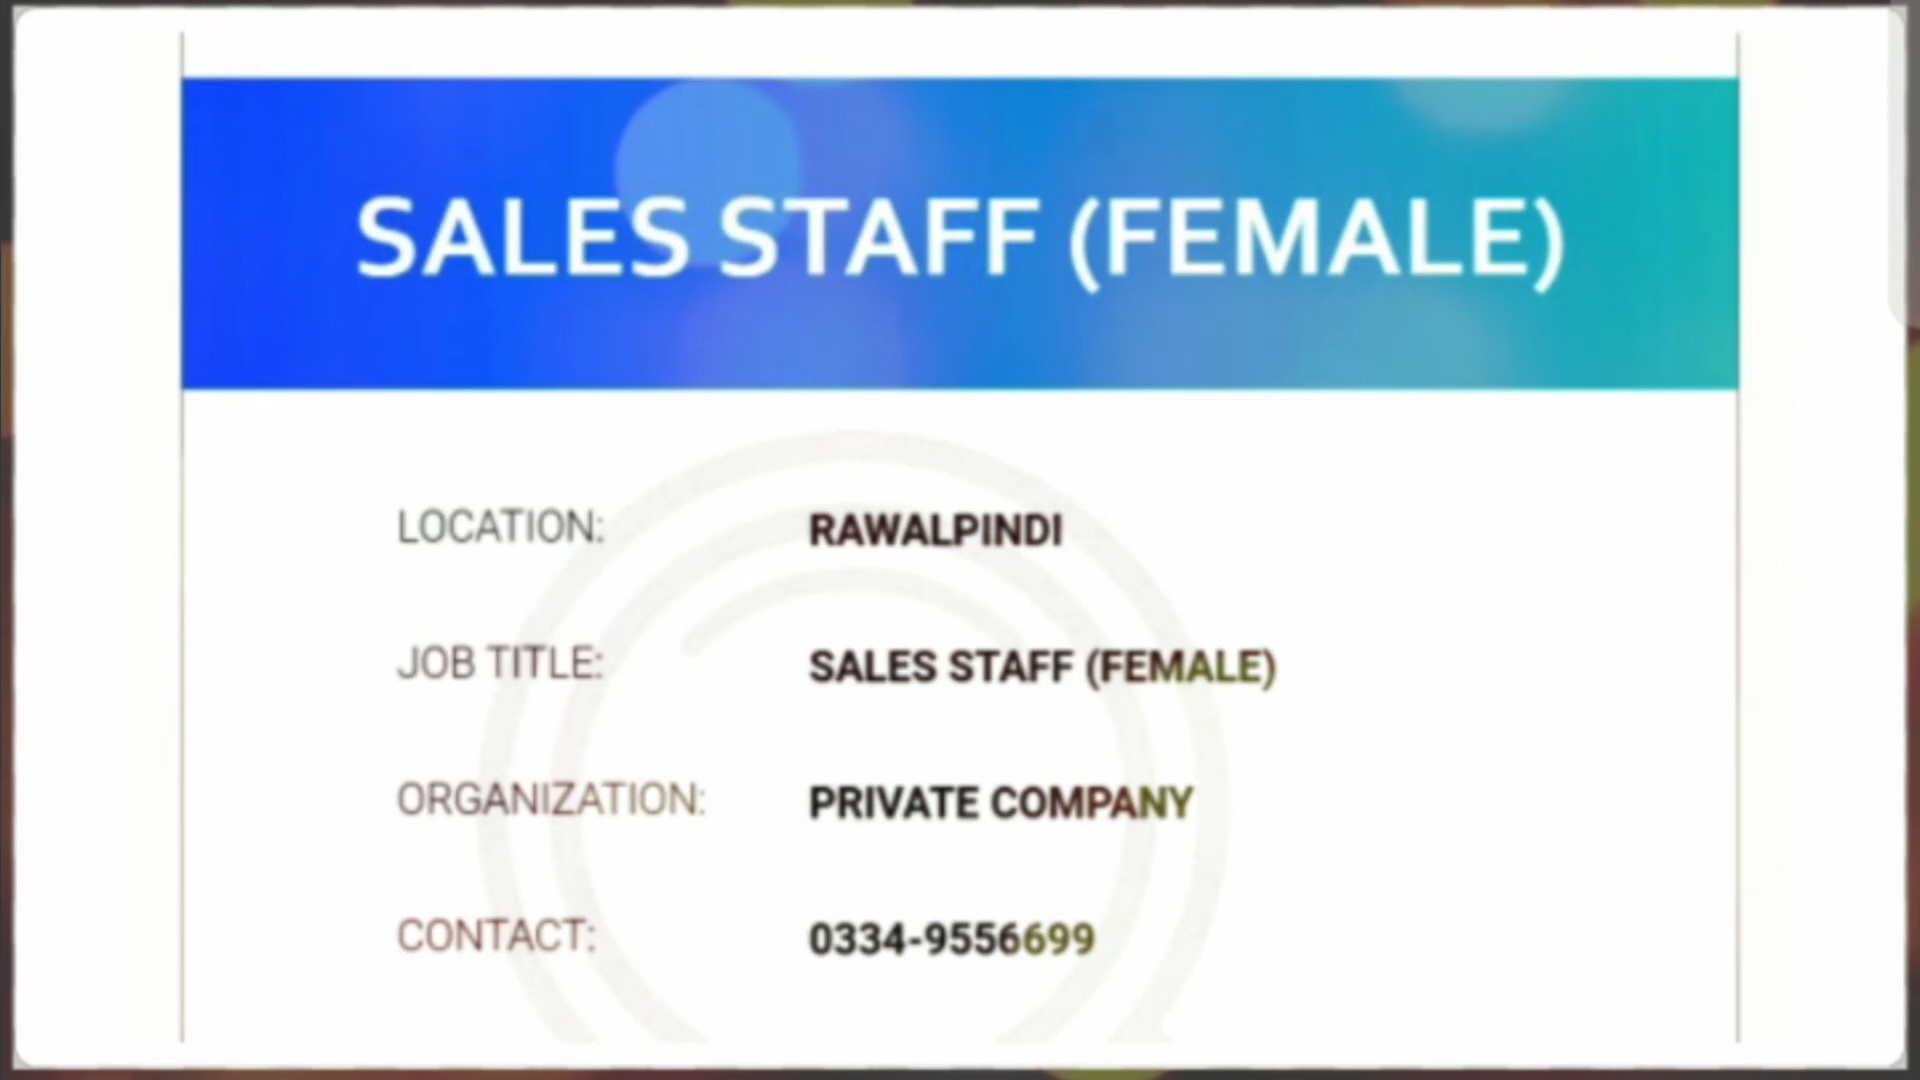 SALES STAFF (FEMALE)
LOCATION: RAWALPINDI
JOB TITLE: SALES STAFF (FEMALE)
ORGANIZATION: PRIVATE COMPANY
CONTACT: 0334-9556699